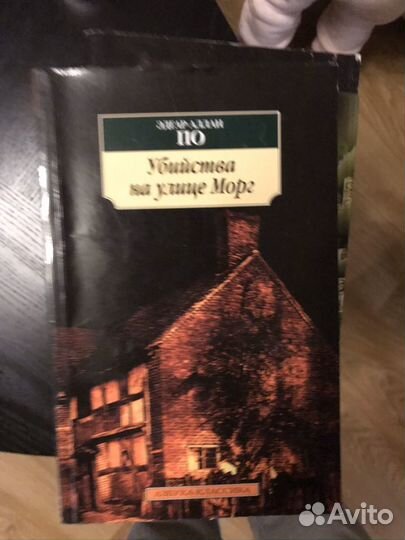 ЭДГАР АЛЛАН
ПО
Убийства
на улице Морг
АЗБУКА-КЛАССИКА
Avito